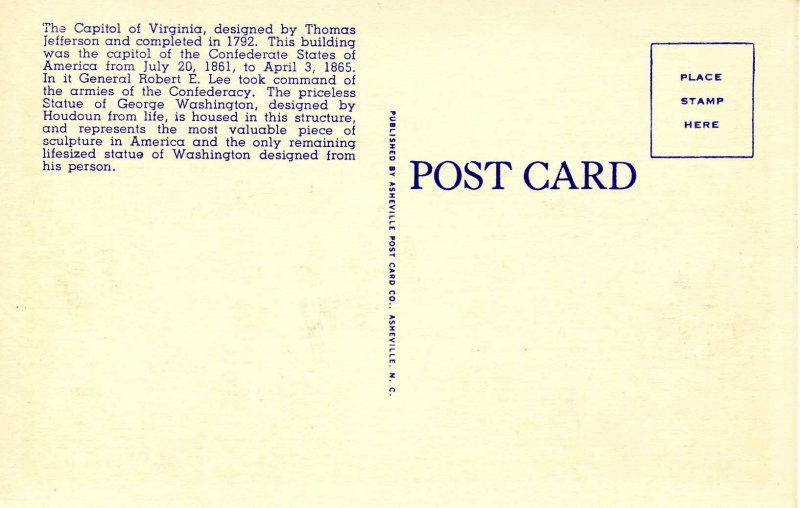 The Capitol of Virginia, designed by Thomas
Jefferson and completed in 1792. This building
was the capitol of the Confederate States of
America from July 20, 1861, to April 3, 1865.
In it General Robert E. Lee took command of
the armies of the Confederacy. The priceless
Statue of George Washington, designed by
Houdoun from life, is housed in this structure,
and represents the most valuable piece of
sculpture in America and the only remaining
lifesized statue of Washington designed from
his person.
PUBLISHED BY ASHEVILLE POST CARD CO., ASHEVILLE, N. C.
POST CARD
PLACE
STAMP
HERE